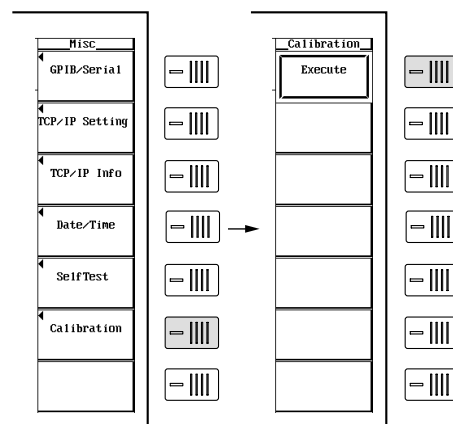 Misc
GPIB/Serial
TCP/IP Setting
TCP/IP Info
Date/Time
SelfTest
Calibration
Calibration
Execute